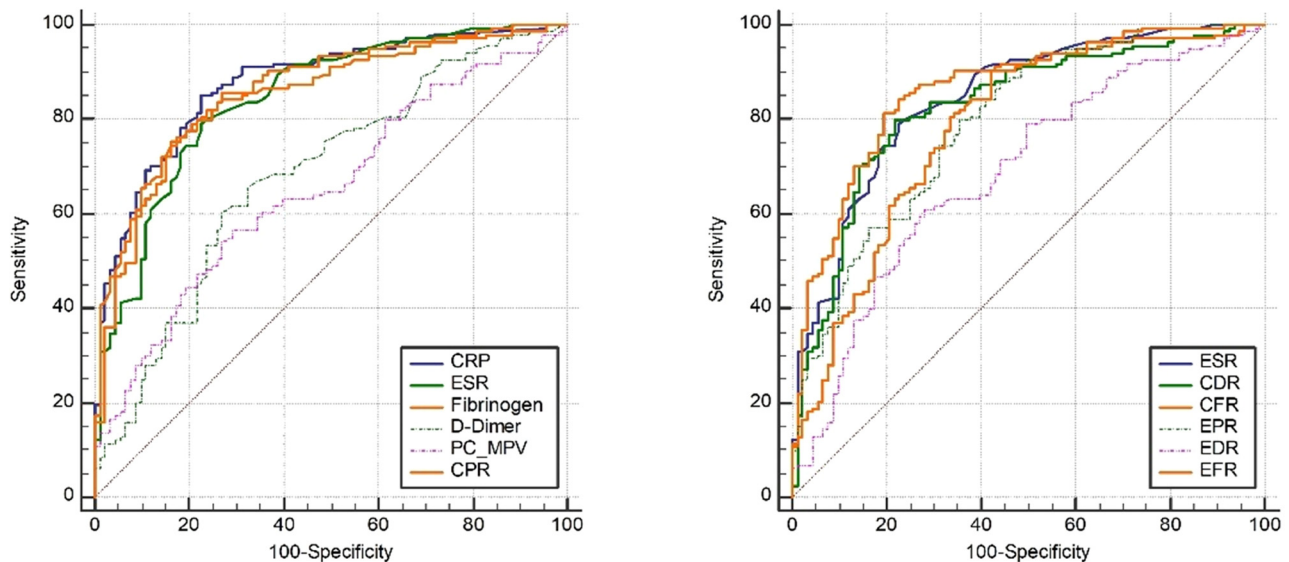 100
80
60
40
20
0
Sensitivity
CRP
ESR
Fibrinogen
D-Dimer
PC_MPV
CPR
0 20 40 60 80 100
100-Specificity
100
80
60
40
20
0
Sensitivity
ESR
CDR
CFR
EPR
EDR
EFR
0 20 40 60 80 100
100-Specificity